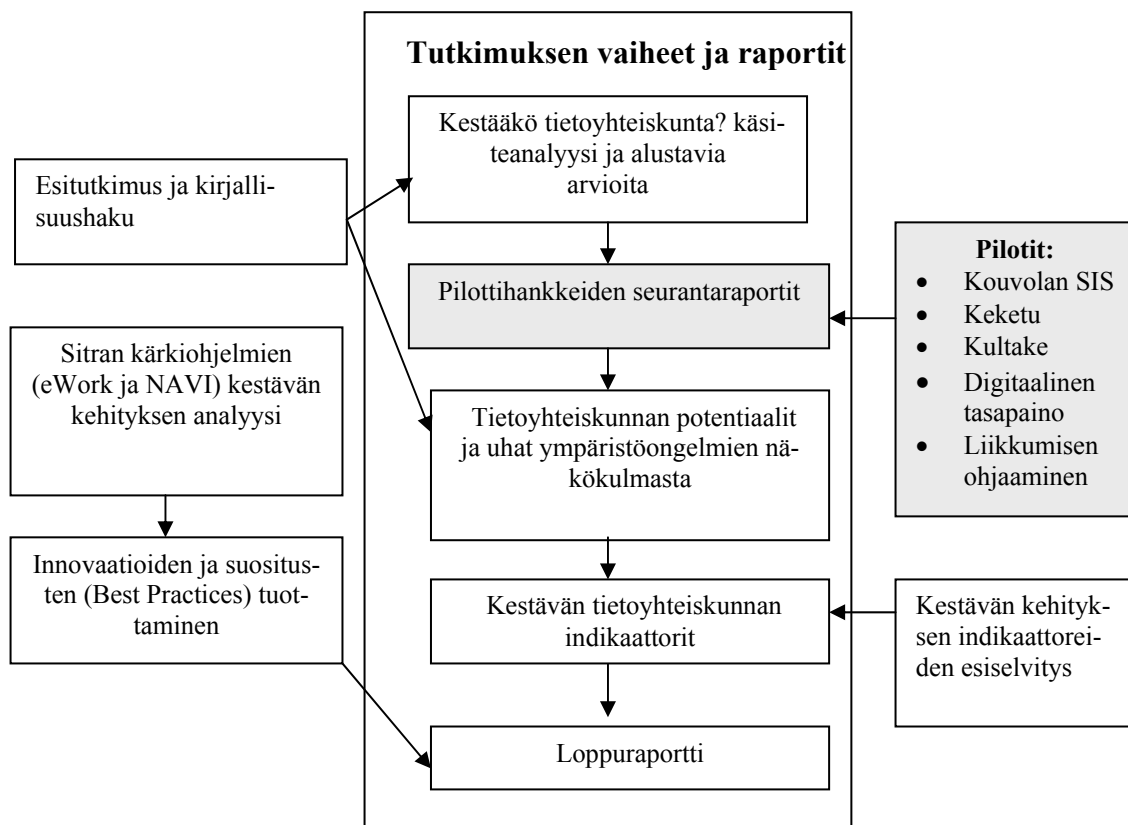 Tutkimuksen vaiheet ja raportit
Kestääkö tietoyhteiskunta? käsi-
teanalyysi ja alustavia
arvioita
Esitutkimus ja kirjalli-
suushaku
Pilottihankkeiden seurantaraportit
Pilotit:
• Kouvolan SIS
• Keketu
• Kultake
• Digitaalinen
tasapaino
• Liikkumisen
ohjaaminen
Sitran kärkiohjelmien
(eWork ja NAVI) kestävän
kehityksen analyysi
Tietoyhteiskunnan potentiaalit
ja uhat ympäristöongelmien nä-
kökulmasta
Innovaatioiden ja suositus-
ten (Best Practices) tuot-
taminen
Kestävän tietoyhteiskunnan
indikaattorit
Kestävän kehityk-
sen indikaattorei-
den esiselvitys
Loppuraportti